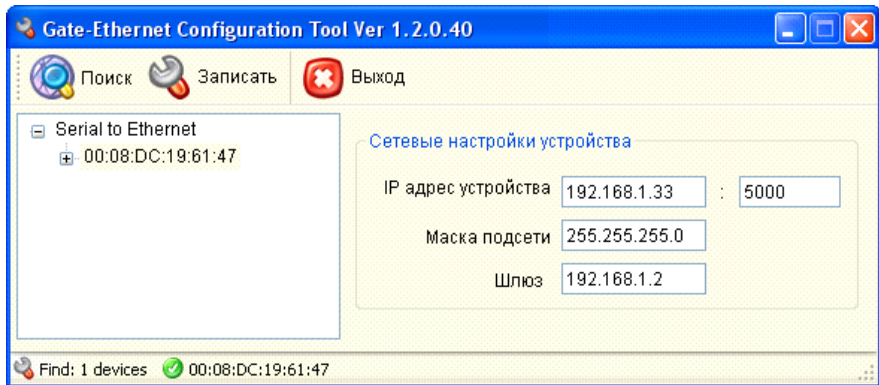 Gate-Ethernet Configuration Tool Ver 1.2.0.40
Поиск Записать Выход
Serial to Ethernet
00:08:DC:19:61:47
Сетевые настройки устройства
IP адрес устройства 192.168.1.33 : 5000
Маска подсети 255.255.255.0
Шлюз 192.168.1.2
Find: 1 devices 00:08:DC:19:61:47